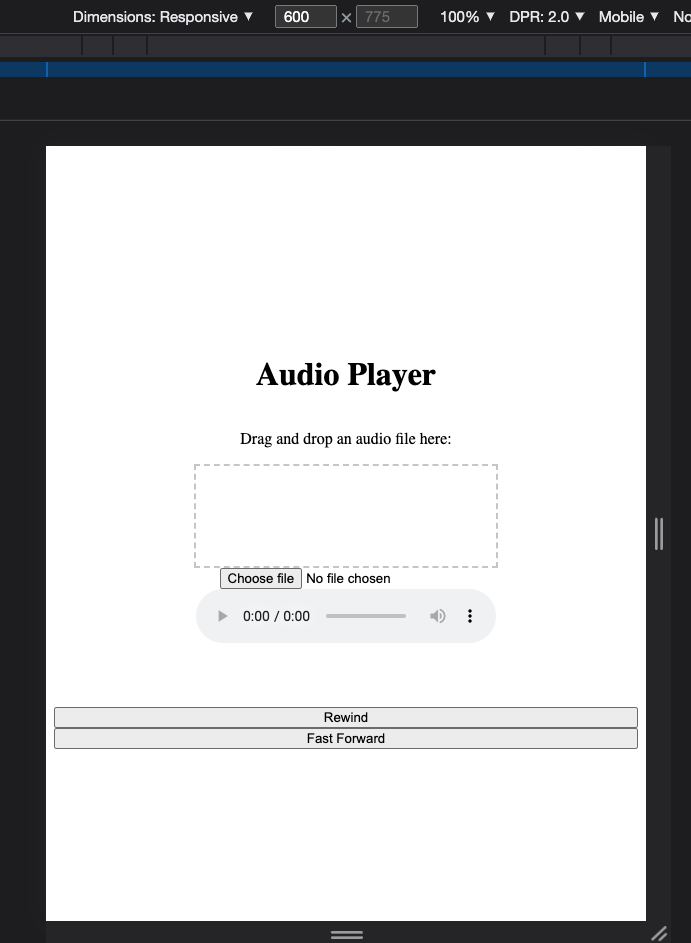 Dimensions: Responsive ▼ 600 × 775 100% ▼ DPR: 2.0 ▼ Mobile ▼ No
Audio Player
Drag and drop an audio file here:
Choose file No file chosen
0:00 / 0:00
Rewind
Fast Forward